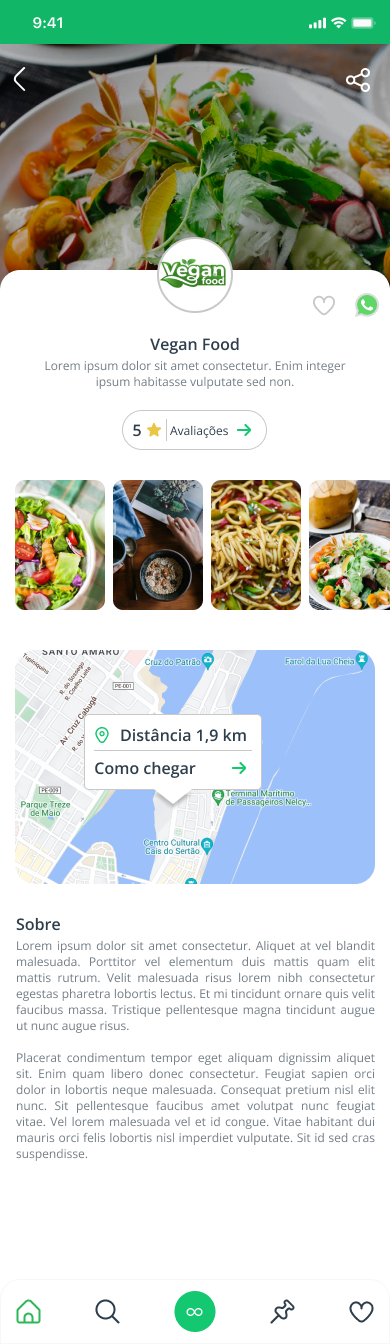 9:41
Vegan
food
Vegan Food
Lorem ipsum dolor sit amet consectetur. Enim integer
ipsum habitasse vulputate sed non.
5 Avaliações
SANTO AMARO
Cruz do Patrão
Farol da Lua Cheia
Tupiniquins
R. do Sossego
R. Coelho Leite
PE-001
Av. Cruz Cabugá
Distância 1,9 km
Como chegar
PE-009
Parque Treze
de Maio
Terminal Marítimo
de Passageiros Nelcy...
Centro Cultural
Cais do Sertão
Sobre
Lorem ipsum dolor sit amet consectetur. Aliquet at vel blandit
malesuada. Porttitor vel elementum duis mattis quam elit
mattis rutrum. Velit malesuada risus lorem nibh consectetur
egestas pharetra lobortis lectus. Et mi tincidunt ornare quis velit
faucibus massa. Tristique pellentesque magna tincidunt augue
ut nunc augue risus.
Placerat condimentum tempor eget aliquam dignissim aliquet
sit. Enim quam libero donec consectetur. Feugiat sapien orci
dolor in lobortis neque malesuada. Consequat pretium nisl elit
nunc. Sit pellentesque faucibus amet volutpat nunc feugiat
vitae. Vel lorem malesuada vel et id congue. Vitae habitant dui
mauris orci felis lobortis nisl imperdiet vulputate. Sit id sed cras
suspendisse.